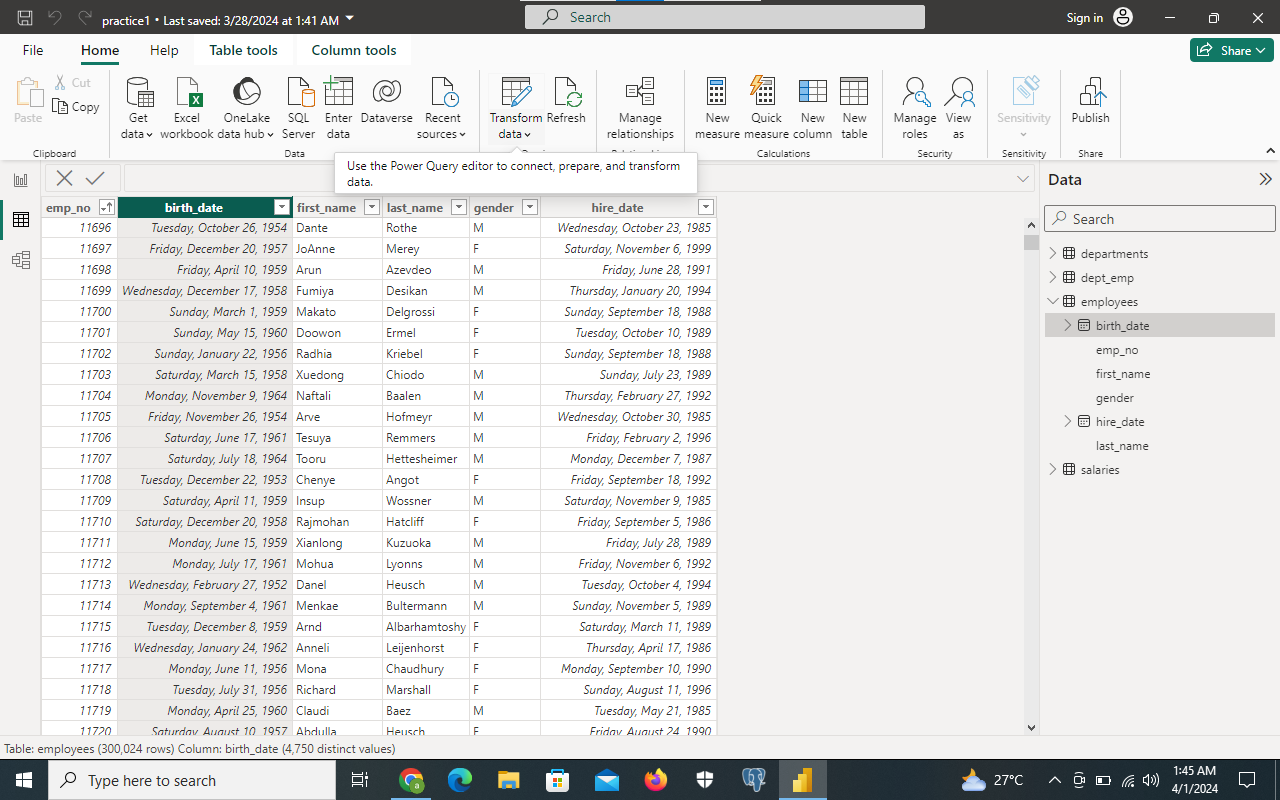 practice1 • Last saved: 3/28/2024 at 1:41 AM
Search
Sign in
File
Home
Help
Table tools
Column tools
Share
Paste
Cut
Copy
Get data
Excel workbook
OneLake data hub
SQL Server
Enter data
Dataverse
Recent sources
Transform data
Refresh
Manage relationships
New measure
Quick measure
New column
New table
Manage roles
View as
Sensitivity
Publish
Clipboard
Data
Calculations
Security
Sensitivity
Share
Use the Power Query editor to connect, prepare, and transform
data.
emp_no birth_date first_name last_name gender hire_date
11696 Tuesday, October 26, 1954 Dante Rothe M Wednesday, October 23, 1985
11697 Friday, December 20, 1957 JoAnne Merey F Saturday, November 6, 1999
11698 Friday, April 10, 1959 Arun Azevdeo M Friday, June 28, 1991
11699 Wednesday, December 17, 1958 Fumiya Desikan M Thursday, January 20, 1994
11700 Sunday, March 1, 1959 Makato Delgrossi F Sunday, September 18, 1988
11701 Sunday, May 15, 1960 Doowon Ermel F Tuesday, October 10, 1989
11702 Sunday, January 22, 1956 Radhia Kriebel F Sunday, September 18, 1988
11703 Saturday, March 15, 1958 Xuedong Chiodo M Sunday, July 23, 1989
11704 Monday, November 9, 1964 Naftali Baalen M Thursday, February 27, 1992
11705 Friday, November 26, 1954 Arve Hofmeyr M Wednesday, October 30, 1985
11706 Saturday, June 17, 1961 Tesuya Remmers M Friday, February 2, 1996
11707 Saturday, July 18, 1964 Tooru Hettesheimer M Monday, December 7, 1987
11708 Tuesday, December 22, 1953 Chenye Angot F Friday, September 18, 1992
11709 Saturday, April 11, 1959 Insup Wossner M Saturday, November 9, 1985
11710 Saturday, December 20, 1958 Rajmohan Hatcliff F Friday, September 5, 1986
11711 Monday, June 15, 1959 Xianlong Kuzuoka M Friday, July 28, 1989
11712 Monday, July 17, 1961 Mohua Lyonns M Friday, November 6, 1992
11713 Wednesday, February 27, 1952 Danel Heusch M Tuesday, October 4, 1994
11714 Monday, September 4, 1961 Menkae Bultermann M Sunday, November 5, 1989
11715 Tuesday, December 8, 1959 Arnd Albarhamtoshy F Saturday, March 11, 1989
11716 Wednesday, January 24, 1962 Anneli Leijenhorst F Thursday, April 17, 1986
11717 Monday, June 11, 1956 Mona Chaudhury F Monday, September 10, 1990
11718 Tuesday, July 31, 1956 Richard Marshall F Sunday, August 11, 1996
11719 Monday, April 25, 1960 Claudi Baez M Tuesday, May 21, 1985
11720 Saturday, August 10, 1957 Abdulla Heusch F Friday, August 24, 1990
Data
Search
departments
dept_emp
employees
birth_date
emp_no
first_name
gender
hire_date
last_name
salaries
Table: employees (300,024 rows) Column: birth_date (4,750 distinct values)
Type here to search
27°C
1:45 AM
4/1/2024